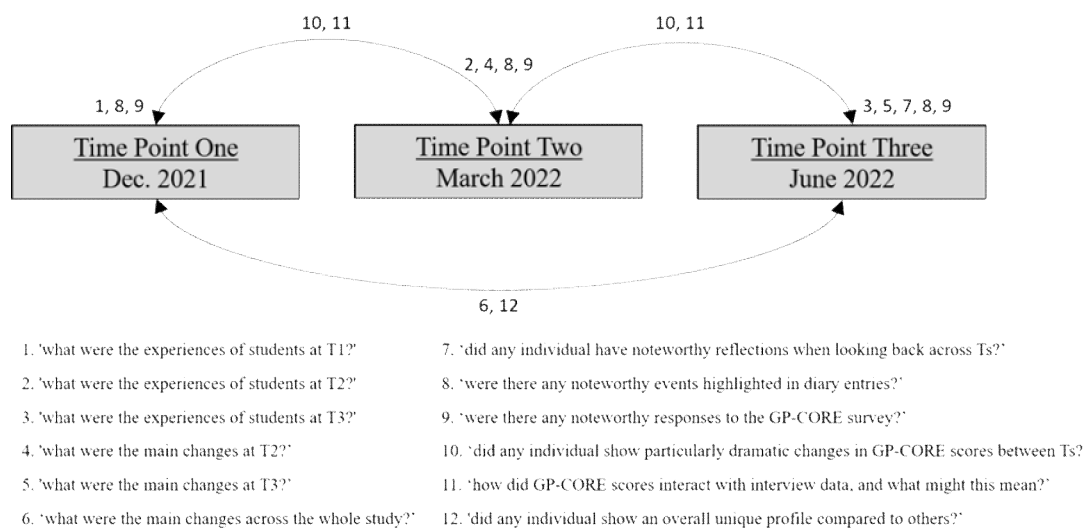 10, 11
10, 11
2, 4, 8, 9
1, 8, 9
3, 5, 7, 8, 9
Time Point One
Dec. 2021
Time Point Two
March 2022
Time Point Three
June 2022
6, 12
1. 'what were the experiences of students at T1?'
2. 'what were the experiences of students at T2?'
3. 'what were the experiences of students at T3?'
4. 'what were the main changes at T2?’
5. 'what were the main changes at T3?’
6. ‘what were the main changes across the whole study?’
7. ‘did any individual have noteworthy reflections when looking back across Ts?’
8. ‘were there any noteworthy events highlighted in diary entries?’
9. ‘were there any noteworthy responses to the GP-CORE survey?’
10. ‘did any individual show particularly dramatic changes in GP-CORE scores between Ts?
11. ‘how did GP-CORE scores interact with interview data, and what might this mean?’
12. 'did any individual show an overall unique profile compared to others?’